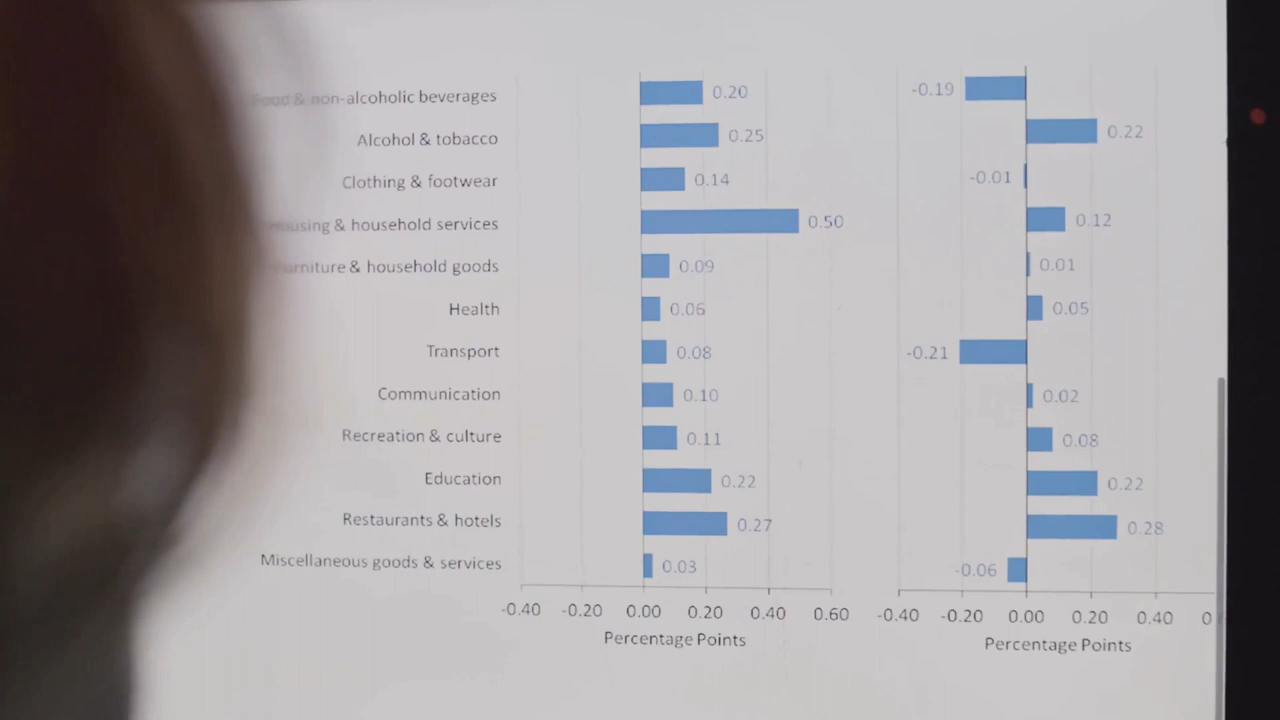 Food & non-alcoholic beverages 0.20 -0.19
Alcohol & tobacco 0.25 0.22
Clothing & footwear 0.14 -0.01
Housing & household services 0.50 0.12
Furniture & household goods 0.09 0.01
Health 0.06 0.05
Transport 0.08 -0.21
Communication 0.10 0.02
Recreation & culture 0.11 0.08
Education 0.22 0.22
Restaurants & hotels 0.27 0.28
Miscellaneous goods & services 0.03 -0.06
-0.40 -0.20 0.00 0.20 0.40 0.60 -0.40 -0.20 0.00 0.20 0.40
Percentage Points Percentage Points